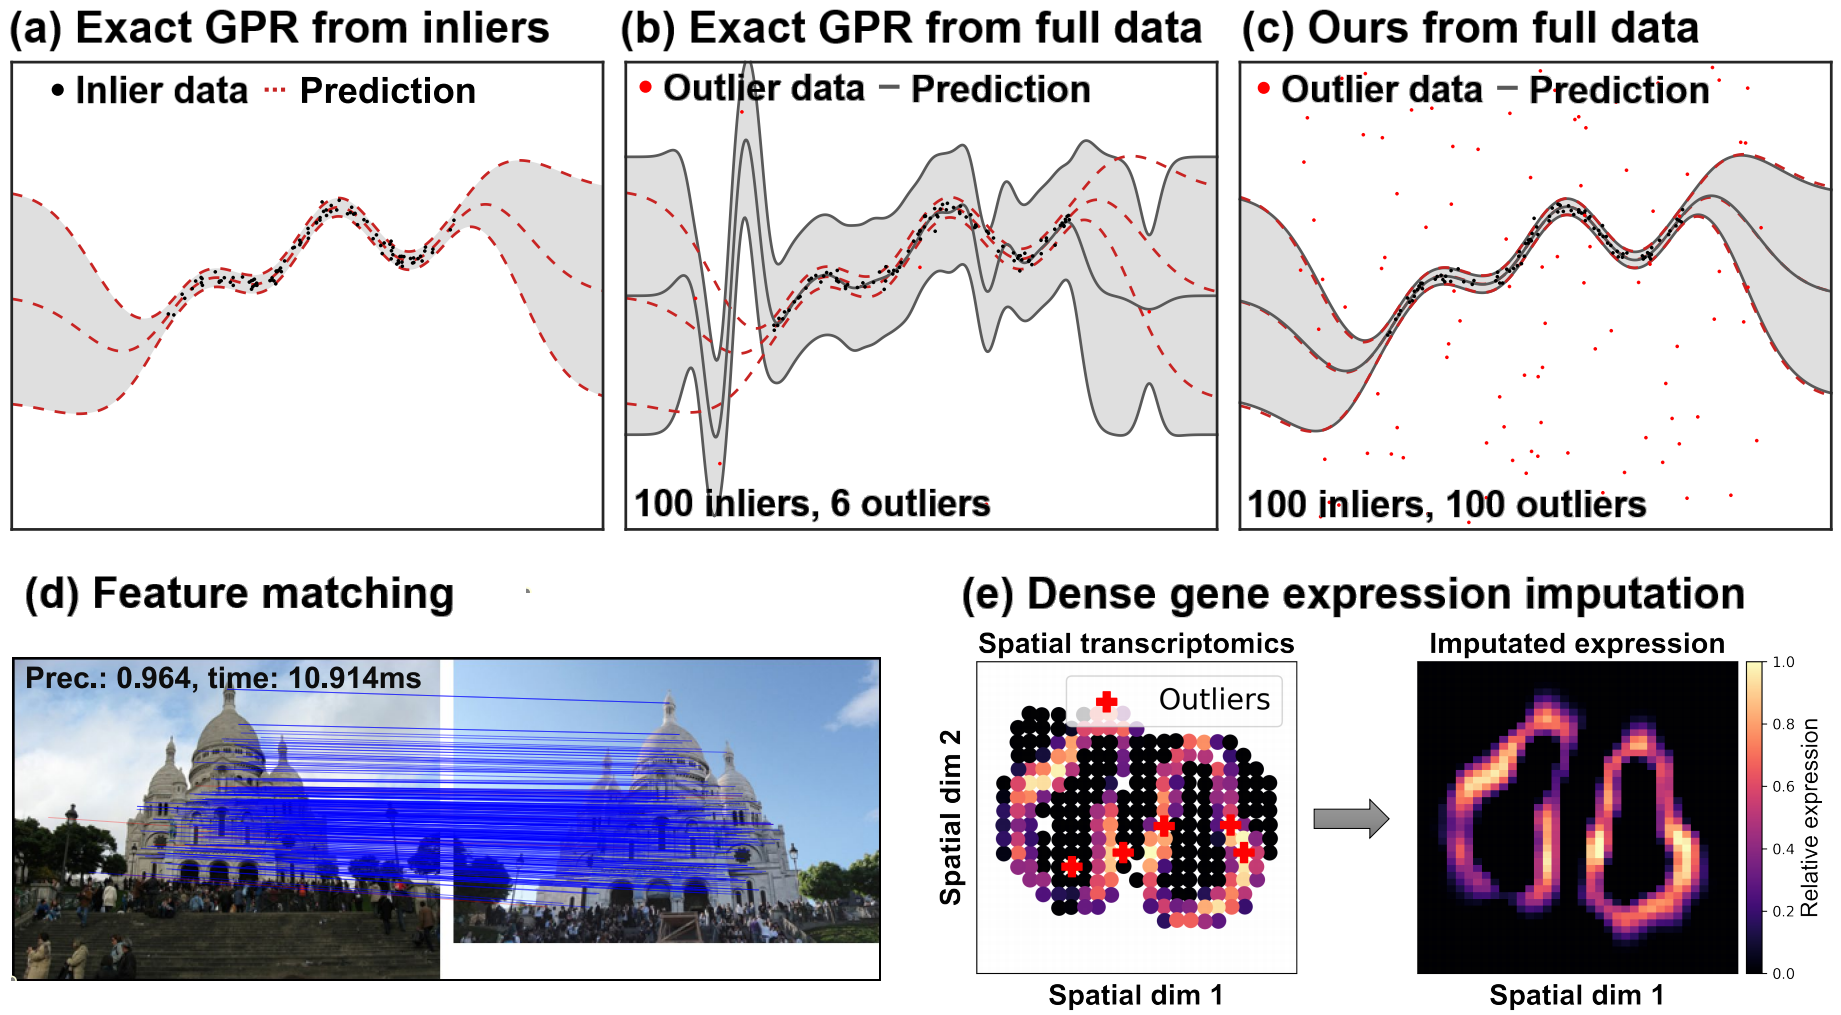 (a) Exact GPR from inliers
Inlier data Prediction
(b) Exact GPR from full data
Outlier data Prediction
100 inliers, 6 outliers
(c) Ours from full data
Outlier data Prediction
100 inliers, 100 outliers
(d) Feature matching
Prec.: 0.964, time: 10.914ms
(e) Dense gene expression imputation
Spatial transcriptomics
Outliers
Spatial dim 2
Spatial dim 1
Imputated expression
Spatial dim 1
1.0
0.8
0.6
0.4
0.2
0.0
Relative expression